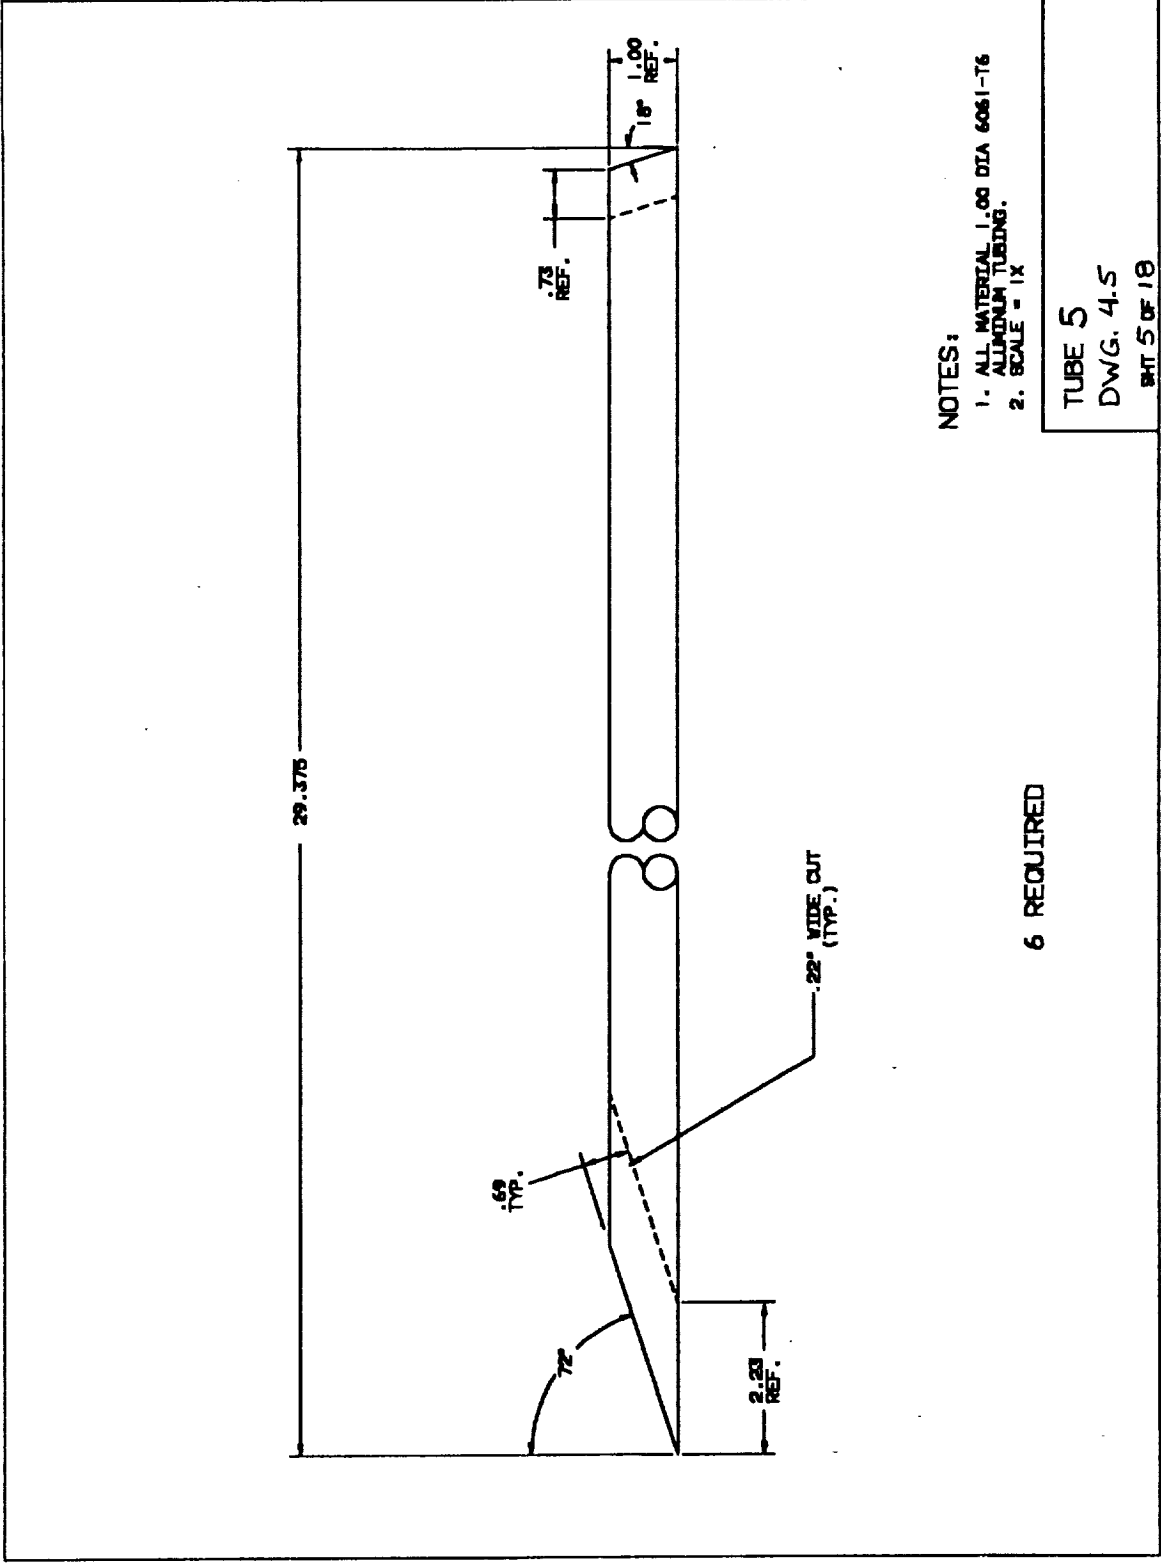 29.375
1.00
REF.
18°
.73
REF.
.69
TYP.
72°
2.23
REF.
.22" WIDE CUT
(TYP.)
6 REQUIRED
NOTES:
1. ALL MATERIAL 1.00 DIA 6061-T6
ALUMINUM TUBING.
2. SCALE = 1X
TUBE 5
DWG. 4.5
SHT 5 OF 18